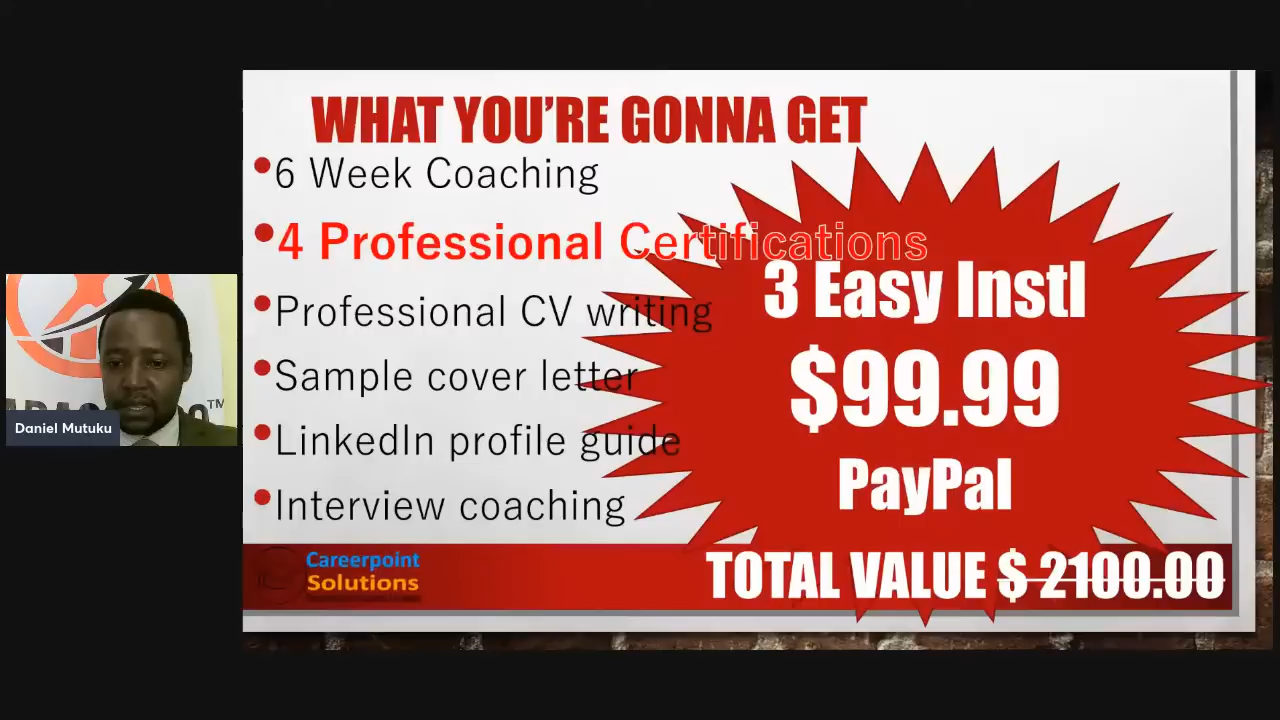 WHAT YOU'RE GONNA GET
•6 Week Coaching
•4 Professional Certifications
•Professional CV writing
•Sample cover letter
•LinkedIn profile guide
•Interview coaching
3 Easy Instl
$99.99
PayPal
TOTAL VALUE $ 2100.00
Careerpoint
Solutions
TM
Daniel Mutuku